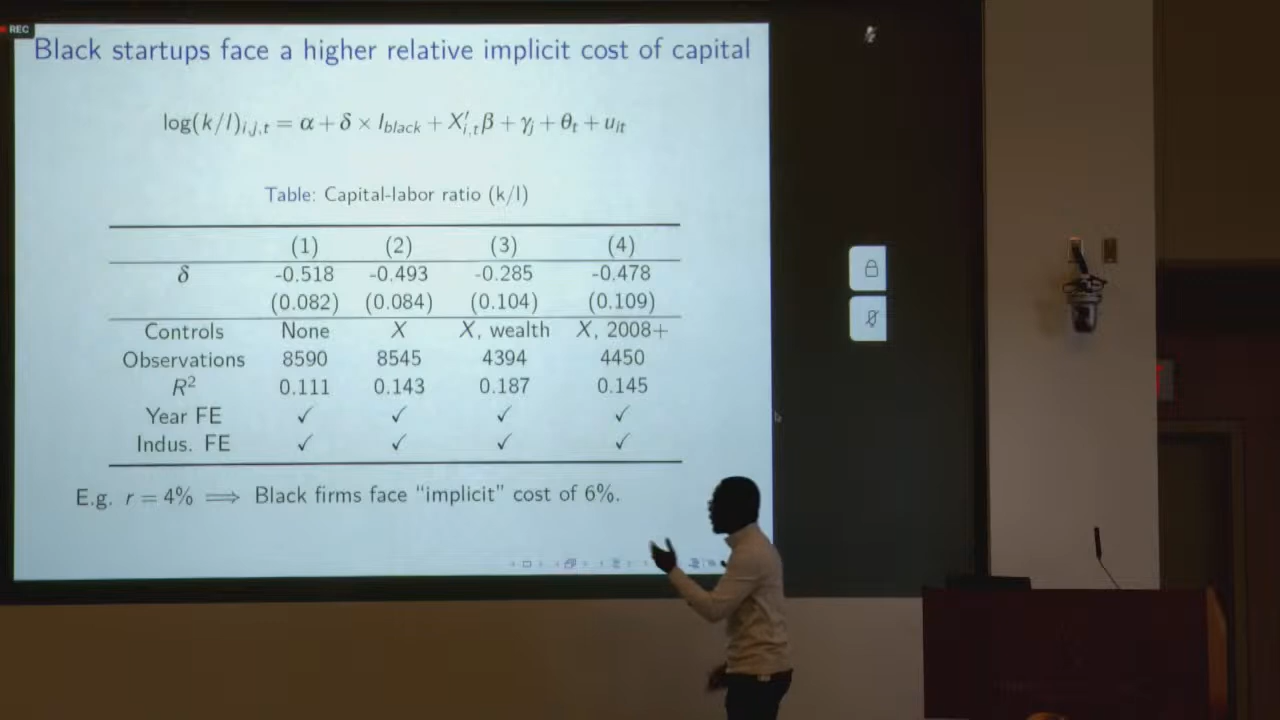 REC
Black startups face a higher relative implicit cost of capital
log(k/l)i,j,t = α + δ × Iblack + X′i,tβ + γj + θt + uit
Table: Capital-labor ratio (k/l)
(1) (2) (3) (4)
δ -0.518 -0.493 -0.285 -0.478
(0.082) (0.084) (0.104) (0.109)
Controls None X X, wealth X, 2008+
Observations 8590 8545 4394 4450
R² 0.111 0.143 0.187 0.145
Year FE ✓ ✓ ✓ ✓
Indus. FE ✓ ✓ ✓ ✓
E.g. r = 4% ⟹ Black firms face “implicit” cost of 6%.